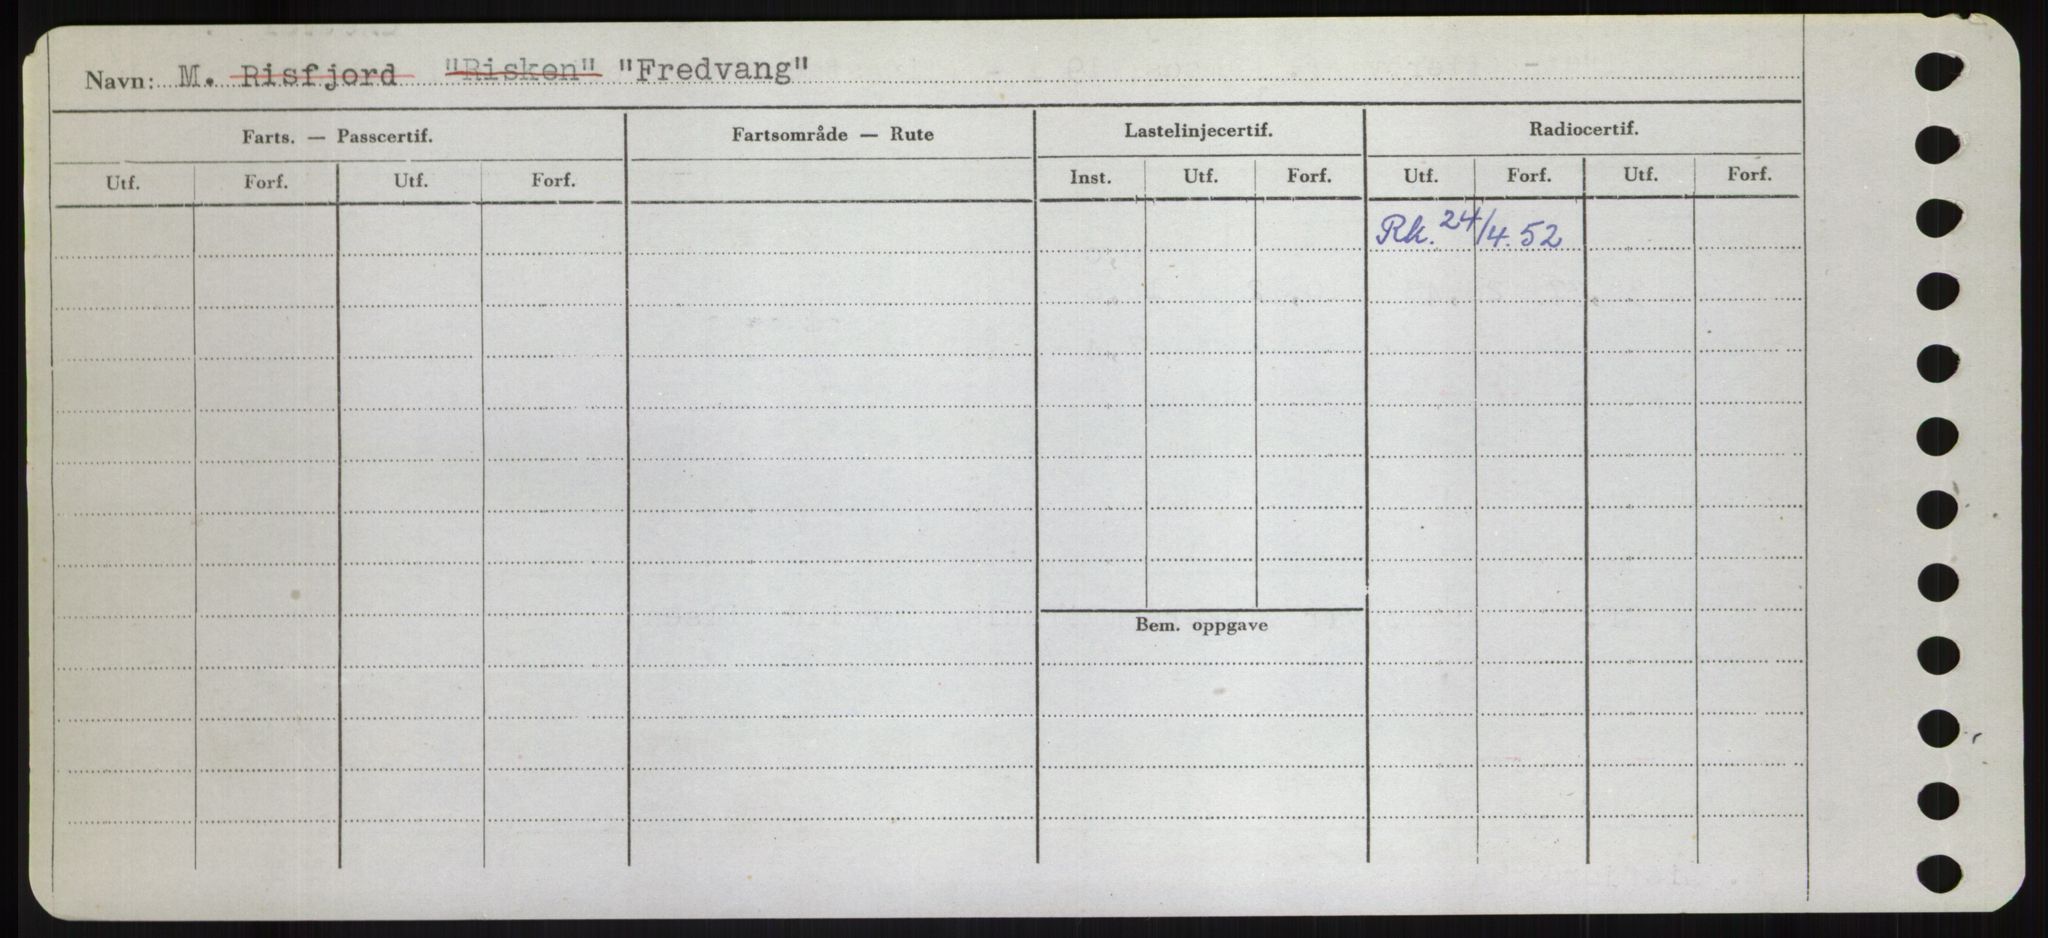 Navn: M. Risfjord "Risken" "Fredvang"
Farts. — Passcertif. Fartsområde — Rute Lastelinjecertif. Radiocertif.
Utf. Forf. Utf. Forf. Inst. Utf. Forf. Utf. Forf. Utf. Forf.
Rk. 24/4.52
Bem. oppgave